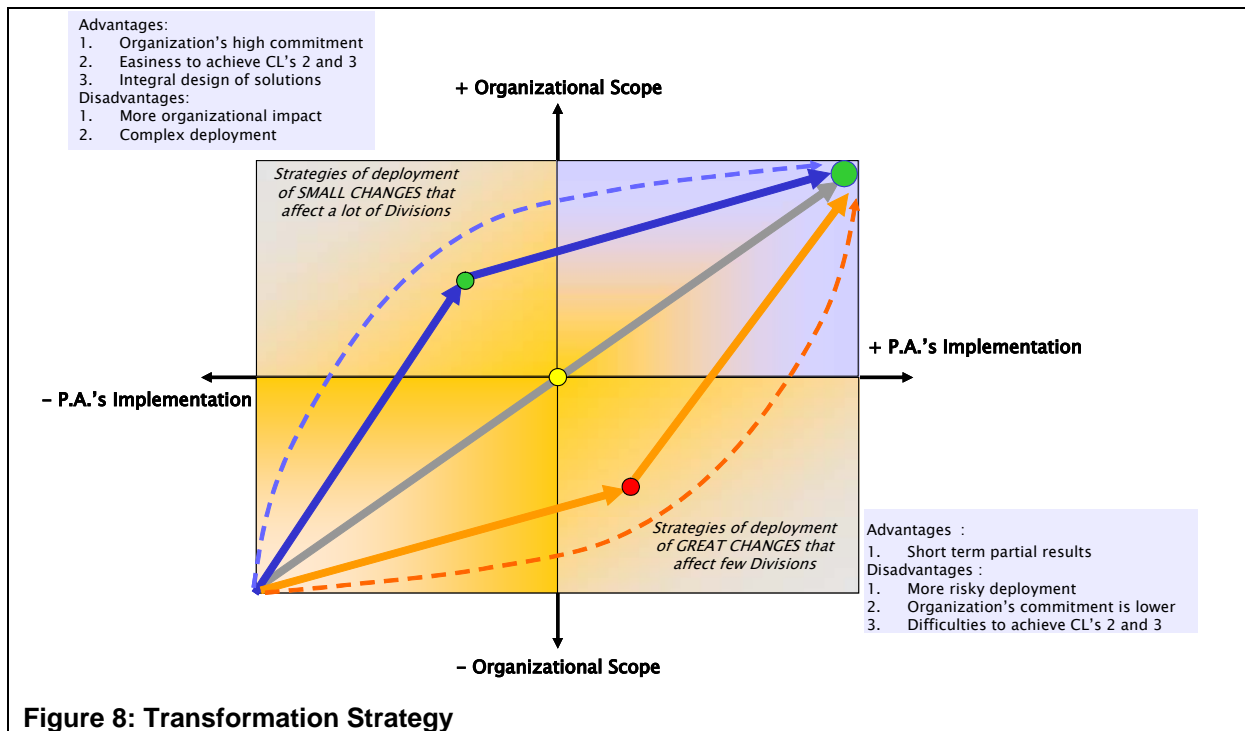 Advantages:
1. Organization's high commitment
2. Easiness to achieve CL's 2 and 3
3. Integral design of solutions
Disadvantages:
1. More organizational impact
2. Complex deployment
+ Organizational Scope
Strategies of deployment
of SMALL CHANGES that
affect a lot of Divisions
+ P.A.'s Implementation
– P.A.'s Implementation
Strategies of deployment
of GREAT CHANGES that
affect few Divisions
Advantages :
1. Short term partial results
Disadvantages :
1. More risky deployment
2. Organization's commitment is lower
3. Difficulties to achieve CL's 2 and 3
– Organizational Scope
Figure 8: Transformation Strategy